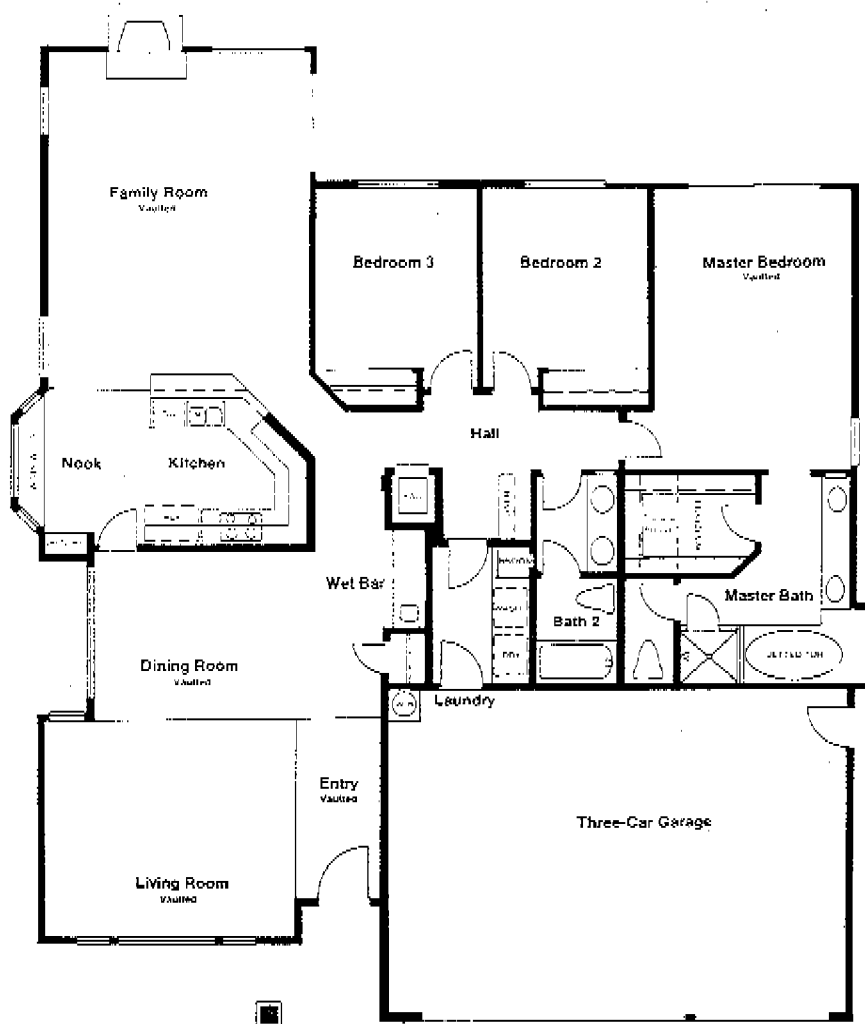 Family Room
Vaulted
Bedroom 3
Bedroom 2
Master Bedroom
Vaulted
Hall
Nook
Kitchen
Wet Bar
Master Bath
Bath 2
Dining Room
Vaulted
Laundry
Entry
Vaulted
Three-Car Garage
Living Room
Vaulted